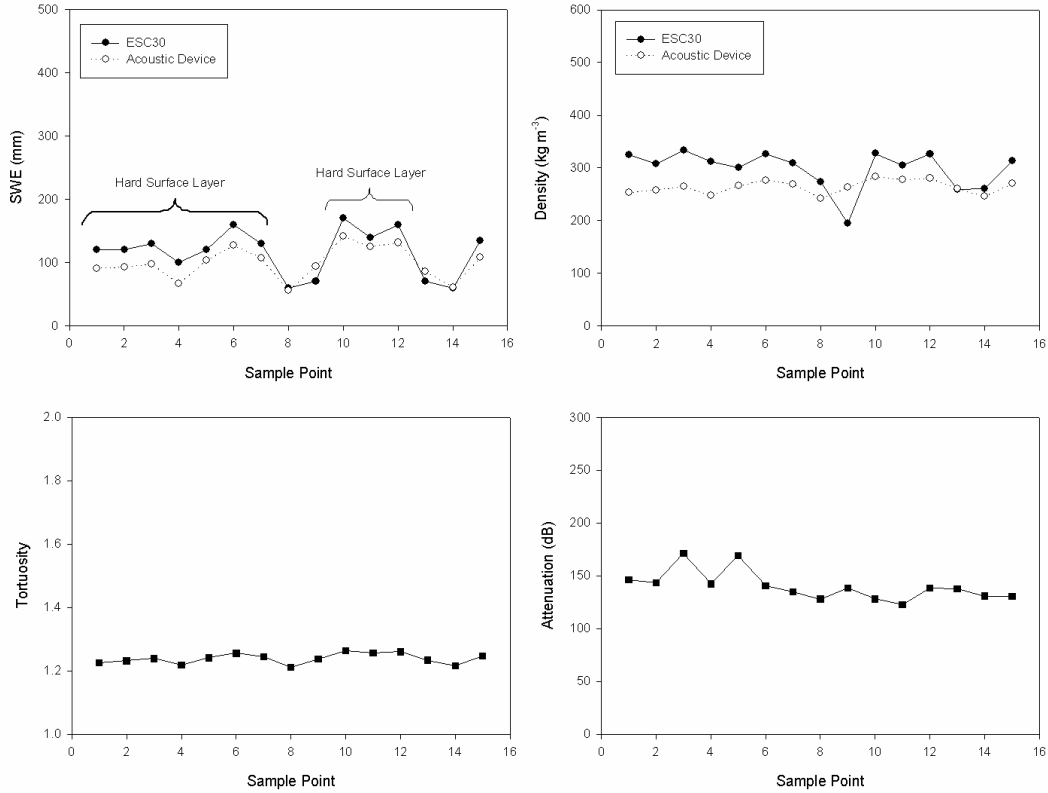 500
400
300
200
100
0
SWE (mm)
ESC30
Acoustic Device
Hard Surface Layer
Hard Surface Layer
0 2 4 6 8 10 12 14 16
Sample Point
600
500
400
300
200
100
0
Density (kg m-3)
ESC30
Acoustic Device
0 2 4 6 8 10 12 14 16
Sample Point
2.0
1.8
1.6
1.4
1.2
1.0
Tortuosity
0 2 4 6 8 10 12 14 16
Sample Point
300
250
200
150
100
50
0
Attenuation (dB)
0 2 4 6 8 10 12 14 16
Sample Point